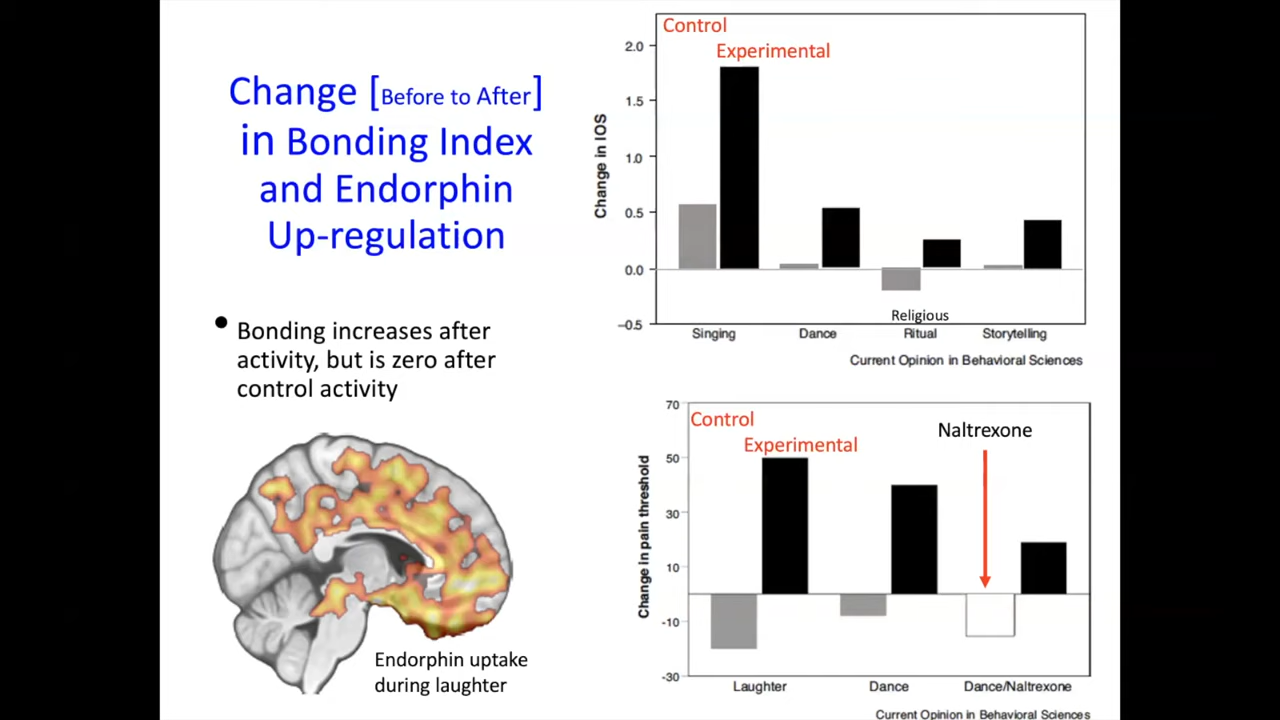 Change [Before to After]
in Bonding Index
and Endorphin
Up-regulation
• Bonding increases after
activity, but is zero after
control activity
Endorphin uptake
during laughter
Control
Experimental
Change in IOS
2.0
1.5
1.0
0.5
0.0
–0.5
Religious
Singing Dance Ritual Storytelling
Current Opinion in Behavioral Sciences
Control
Experimental
Naltrexone
Change in pain threshold
70
50
30
10
-10
-30
Laughter Dance Dance/Naltrexone
Current Opinion in Behavioral Sciences